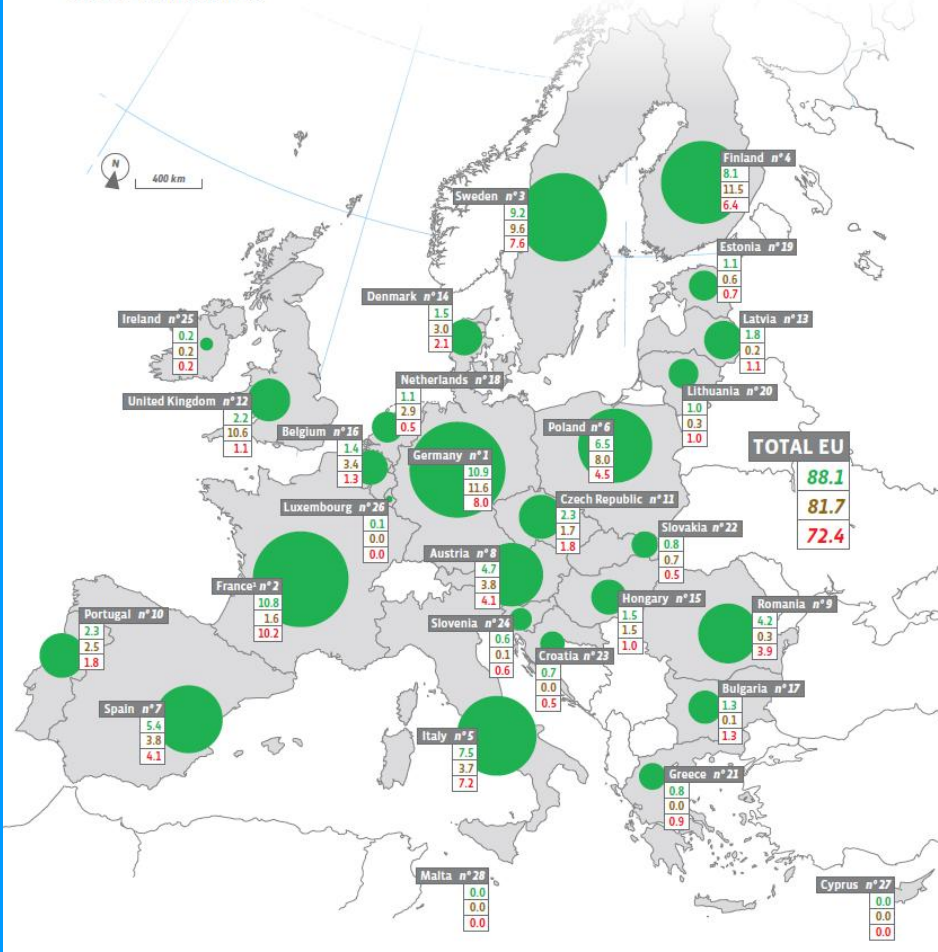 N
400 km
Finland n°4
8.1
11.5
6.4
Sweden n°3
9.2
9.6
7.6
Estonia n°19
1.1
0.6
0.7
Denmark n°14
1.5
3.0
2.1
Ireland n°25
0.2
0.2
0.2
Latvia n°13
1.8
0.2
1.1
Netherlands n°18
1.1
2.9
0.5
Lithuania n°20
1.0
0.3
1.0
United Kingdom n°12
2.2
10.6
1.1
Belgium n°16
1.4
3.4
1.3
Poland n°6
6.5
8.0
4.5
TOTAL EU
88.1
81.7
72.4
Germany n°1
10.9
11.6
8.0
Luxembourg n°26
0.1
0.0
0.0
Czech Republic n°11
2.3
1.7
1.8
Slovakia n°22
0.8
0.7
0.5
Austria n°8
4.7
3.8
4.1
France¹ n°2
10.8
1.6
10.2
Hungary n°15
1.5
1.5
1.0
Romania n°9
4.2
0.3
3.9
Portugal n°10
2.3
2.5
1.8
Slovenia n°24
0.6
0.1
0.6
Croatia n°23
0.7
0.0
0.5
Bulgaria n°17
1.3
0.1
1.3
Spain n°7
5.4
3.8
4.1
Italy n°5
7.5
3.7
7.2
Greece n°21
0.8
0.0
0.9
Malta n°28
0.0
0.0
0.0
Cyprus n°27
0.0
0.0
0.0